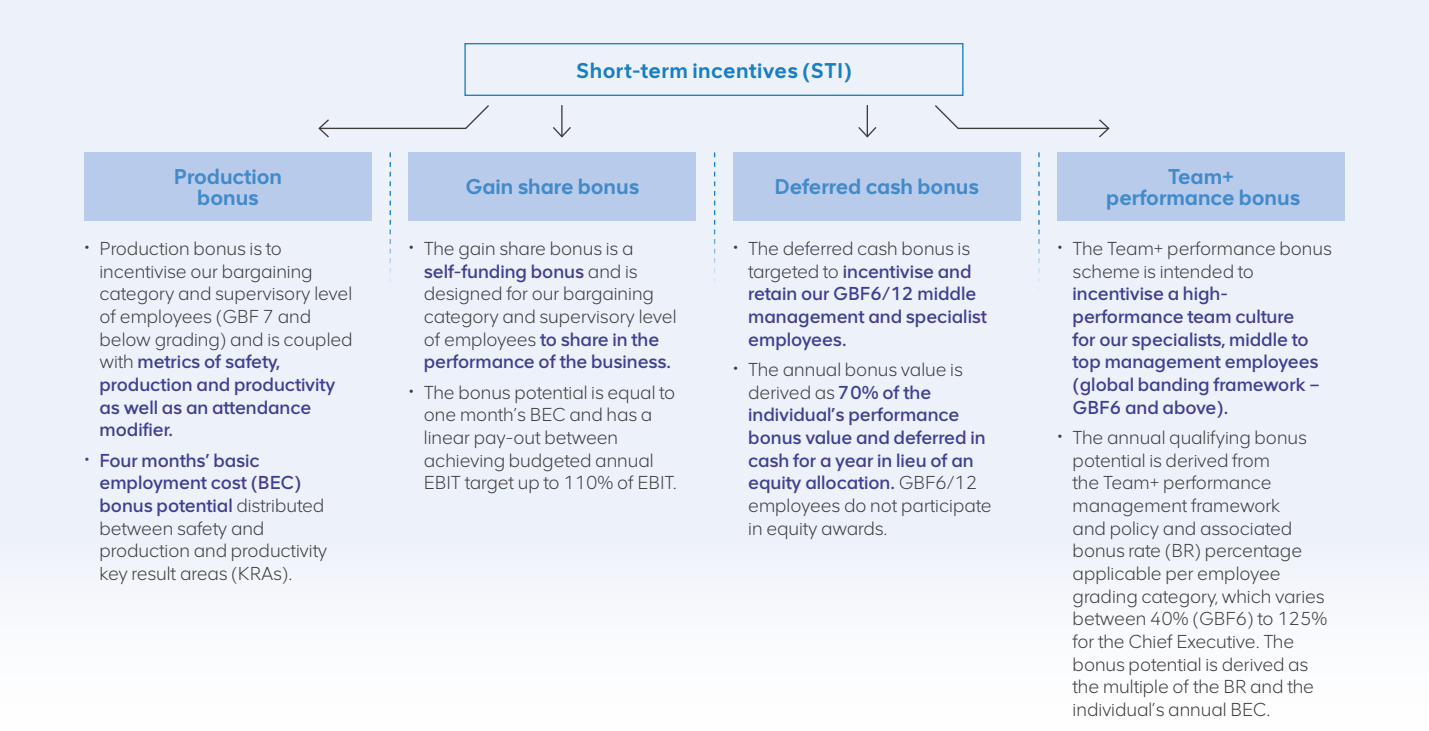 Short-term incentives (STI)
Production
bonus
• Production bonus is to
incentivise our bargaining
category and supervisory level
of employees (GBF 7 and
below grading) and is coupled
with metrics of safety,
production and productivity
as well as an attendance
modifier.
• Four months’ basic
employment cost (BEC)
bonus potential distributed
between safety and
production and productivity
key result areas (KRAs).
Gain share bonus
• The gain share bonus is a
self-funding bonus and is
designed for our bargaining
category and supervisory level
of employees to share in the
performance of the business.
• The bonus potential is equal to
one month’s BEC and has a
linear pay-out between
achieving budgeted annual
EBIT target up to 110% of EBIT.
Deferred cash bonus
• The deferred cash bonus is
targeted to incentivise and
retain our GBF6/12 middle
management and specialist
employees.
• The annual bonus value is
derived as 70% of the
individual’s performance
bonus value and deferred in
cash for a year in lieu of an
equity allocation. GBF6/12
employees do not participate
in equity awards.
Team+
performance bonus
• The Team+ performance bonus
scheme is intended to
incentivise a high-
performance team culture
for our specialists, middle to
top management employees
(global banding framework –
GBF6 and above).
• The annual qualifying bonus
potential is derived from
the Team+ performance
management framework
and policy and associated
bonus rate (BR) percentage
applicable per employee
grading category, which varies
between 40% (GBF6) to 125%
for the Chief Executive. The
bonus potential is derived as
the multiple of the BR and the
individual’s annual BEC.